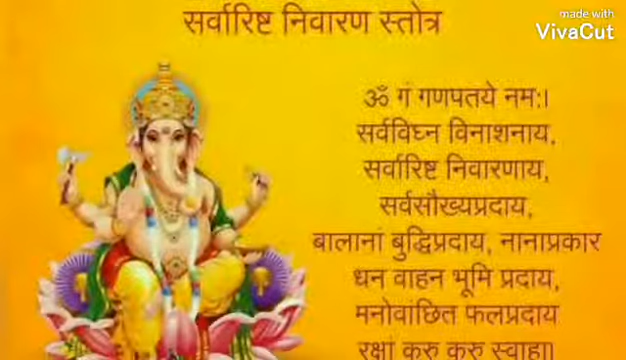 सर्वारिष्ट निवारण स्तोत्र
made with
VivaCut
ॐ गं गणपतये नम:।
सर्वविघ्न विनाशनाय,
सर्वारिष्ट निवारणाय,
सर्वसौख्यप्रदाय,
बालानां बुद्धिप्रदाय, नानाप्रकार
धन वाहन भूमि प्रदाय,
मनोवांछित फलप्रदाय
रक्षां कुरु कुरु स्वाहा॥